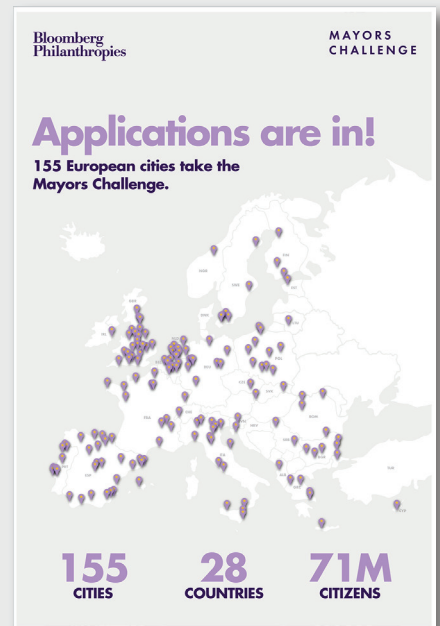 Bloomberg
Philanthropies
MAYORS
CHALLENGE
Applications are in!
155 European cities take the
Mayors Challenge.
155
CITIES
28
COUNTRIES
71M
CITIZENS